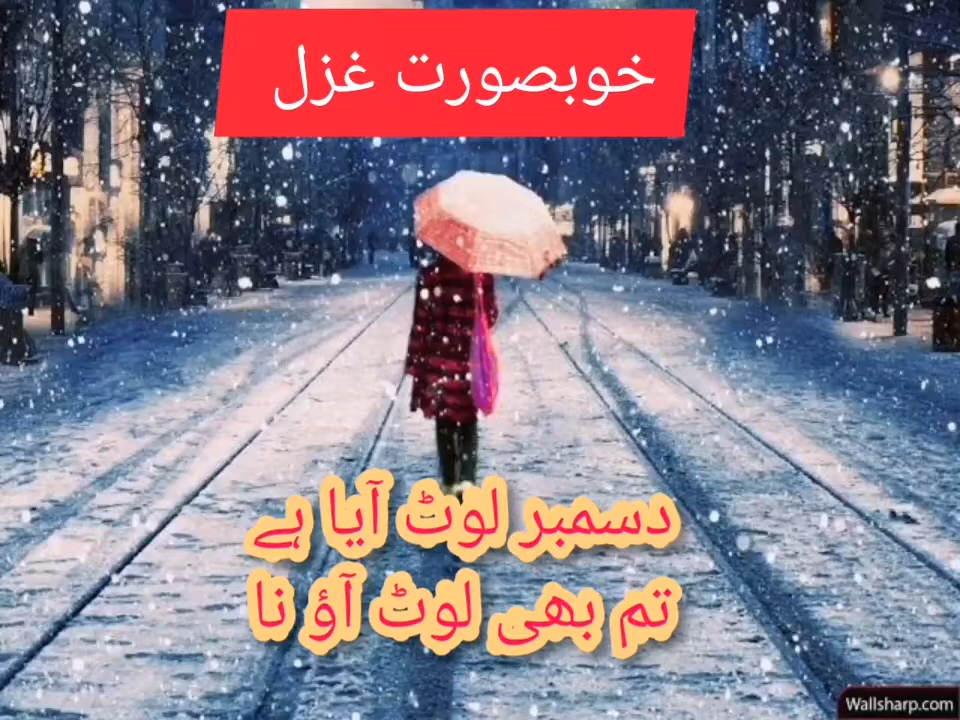 خوبصورت غزل
دسمبر لوٹ آیا ہے
تم بھی لوٹ آؤ نا
Wallsharp.com